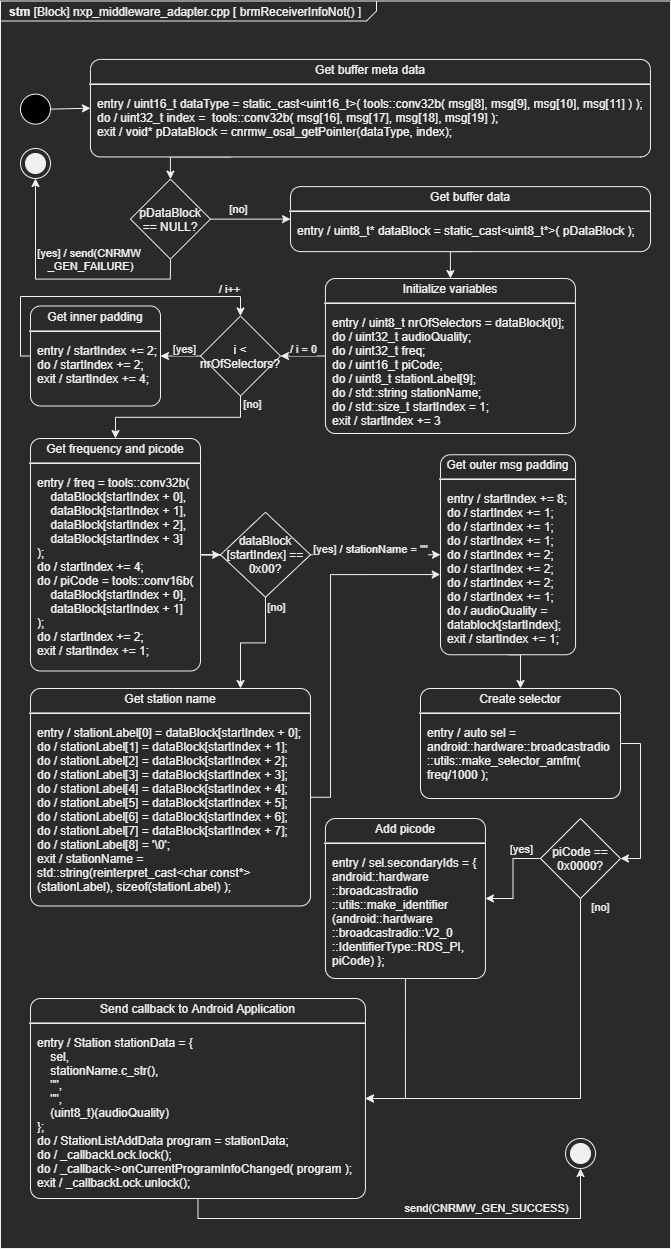 stm [Block] nxp_middleware_adapter.cpp [ brmReceiverInfoNot() ]
Get buffer meta data
entry / uint16_t dataType = static_cast<uint16_t>( tools::conv32b( msg[8], msg[9], msg[10], msg[11] ) );
do / uint32_t index =  tools::conv32b( msg[16], msg[17], msg[18], msg[19] );
exit / void* pDataBlock = cnrmw_osal_getPointer(dataType, index);
pDataBlock
== NULL?
[no]
[yes] / send(CNRMW
_GEN_FAILURE)
Get buffer data
entry / uint8_t* dataBlock = static_cast<uint8_t*>( pDataBlock );
Initialize variables
entry / uint8_t nrOfSelectors = dataBlock[0];
do / uint32_t audioQuality;
do / uint32_t freq;
do / uint16_t piCode;
do / uint8_t stationLabel[9];
do / std::string stationName;
do / std::size_t startIndex = 1;
exit / startIndex += 3
/ i++
Get inner padding
entry / startIndex += 2;
do / startIndex += 2;
exit / startIndex += 4;
[yes]
i <
nrOfSelectors?
/ i = 0
[no]
Get frequency and picode
entry / freq = tools::conv32b(
dataBlock[startIndex + 0],
dataBlock[startIndex + 1],
dataBlock[startIndex + 2],
dataBlock[startIndex + 3]
);
do / startIndex += 4;
do / piCode = tools::conv16b(
dataBlock[startIndex + 0],
dataBlock[startIndex + 1]
);
do / startIndex += 2;
exit / startIndex += 1;
dataBlock
[startIndex] ==
0x00?
[yes] / stationName = ""
[no]
Get outer msg padding
entry / startIndex += 8;
do / startIndex += 1;
do / startIndex += 1;
do / startIndex += 1;
do / startIndex += 2;
do / startIndex += 2;
do / startIndex += 2;
do / startIndex += 1;
do / audioQuality =
datablock[startIndex];
exit / startIndex += 1;
Get station name
entry / stationLabel[0] = dataBlock[startIndex + 0];
do / stationLabel[1] = dataBlock[startIndex + 1];
do / stationLabel[2] = dataBlock[startIndex + 2];
do / stationLabel[3] = dataBlock[startIndex + 3];
do / stationLabel[4] = dataBlock[startIndex + 4];
do / stationLabel[5] = dataBlock[startIndex + 5];
do / stationLabel[6] = dataBlock[startIndex + 6];
do / stationLabel[7] = dataBlock[startIndex + 7];
do / stationLabel[8] = '\0';
exit / stationName =
std::string(reinterpret_cast<char const*>
(stationLabel), sizeof(stationLabel) );
Create selector
entry / auto sel =
android::hardware::broadcastradio
::utils::make_selector_amfm(
freq/1000 );
Add picode
entry / sel.secondaryIds = {
android::hardware
::broadcastradio
::utils::make_identifier
(android::hardware
::broadcastradio::V2_0
::IdentifierType::RDS_PI,
piCode) };
[yes]
piCode ==
0x0000?
[no]
Send callback to Android Application
entry / Station stationData = {
sel,
stationName.c_str(),
"",
"",
(uint8_t)(audioQuality)
};
do / StationListAddData program = stationData;
do / _callbackLock.lock();
do / _callback->onCurrentProgramInfoChanged( program );
exit / _callbackLock.unlock();
send(CNRMW_GEN_SUCCESS)